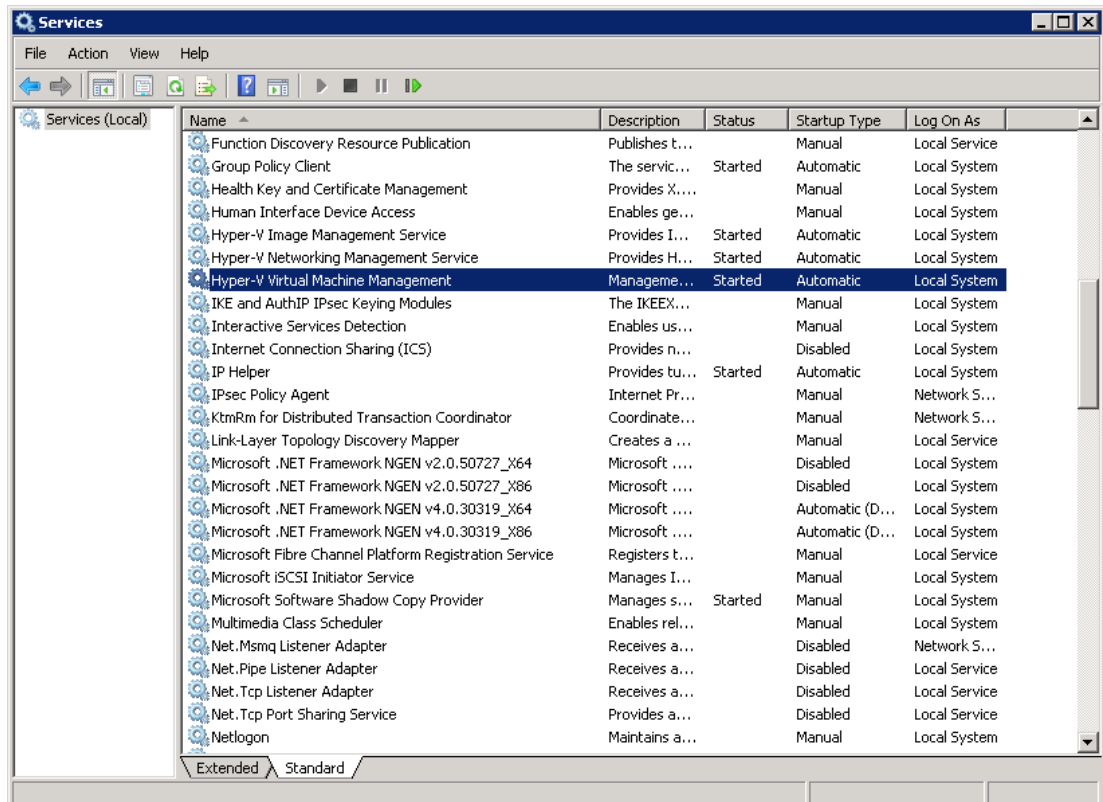 Services
File Action View Help
Services (Local)
Name Description Status Startup Type Log On As
Function Discovery Resource Publication Publishes t... Manual Local Service
Group Policy Client The servic... Started Automatic Local System
Health Key and Certificate Management Provides X.... Manual Local System
Human Interface Device Access Enables ge... Manual Local System
Hyper-V Image Management Service Provides I... Started Automatic Local System
Hyper-V Networking Management Service Provides H... Started Automatic Local System
Hyper-V Virtual Machine Management Manageme... Started Automatic Local System
IKE and AuthIP IPsec Keying Modules The IKEEX... Manual Local System
Interactive Services Detection Enables us... Manual Local System
Internet Connection Sharing (ICS) Provides n... Disabled Local System
IP Helper Provides tu... Started Automatic Local System
IPsec Policy Agent Internet Pr... Manual Network S...
KtmRm for Distributed Transaction Coordinator Coordinate... Manual Network S...
Link-Layer Topology Discovery Mapper Creates a ... Manual Local Service
Microsoft .NET Framework NGEN v2.0.50727_X64 Microsoft .... Disabled Local System
Microsoft .NET Framework NGEN v2.0.50727_X86 Microsoft .... Disabled Local System
Microsoft .NET Framework NGEN v4.0.30319_X64 Microsoft .... Automatic (D... Local System
Microsoft .NET Framework NGEN v4.0.30319_X86 Microsoft .... Automatic (D... Local System
Microsoft Fibre Channel Platform Registration Service Registers t... Manual Local Service
Microsoft iSCSI Initiator Service Manages I... Manual Local System
Microsoft Software Shadow Copy Provider Manages s... Started Manual Local System
Multimedia Class Scheduler Enables rel... Manual Local System
Net.Msmq Listener Adapter Receives a... Disabled Network S...
Net.Pipe Listener Adapter Receives a... Disabled Local Service
Net.Tcp Listener Adapter Receives a... Disabled Local Service
Net.Tcp Port Sharing Service Provides a... Disabled Local Service
Netlogon Maintains a... Manual Local System
Extended Standard